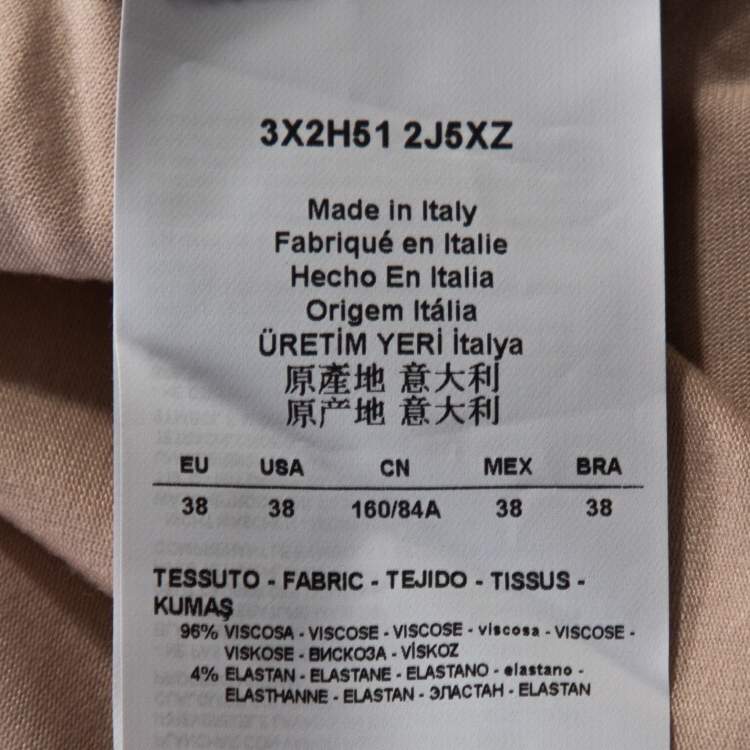 3X2H51 2J5XZ
Made in Italy
Fabriqué en Italie
Hecho En Italia
Origem Itália
ÜRETİM YERİ İtalya
原產地 意大利
原产地 意大利
EU USA CN MEX BRA
38 38 160/84A 38 38
TESSUTO - FABRIC - TEJIDO - TISSUS -
KUMAŞ
96% VISCOSA - VISCOSE - VISCOSE - viscosa - VISCOSE -
VISKOSE - ВИСКОЗА - VİSKOZ
4% ELASTAN - ELASTANE - ELASTANO - elastano -
ELASTHANNE - ELASTAN - ЭЛАСТАН - ELASTAN